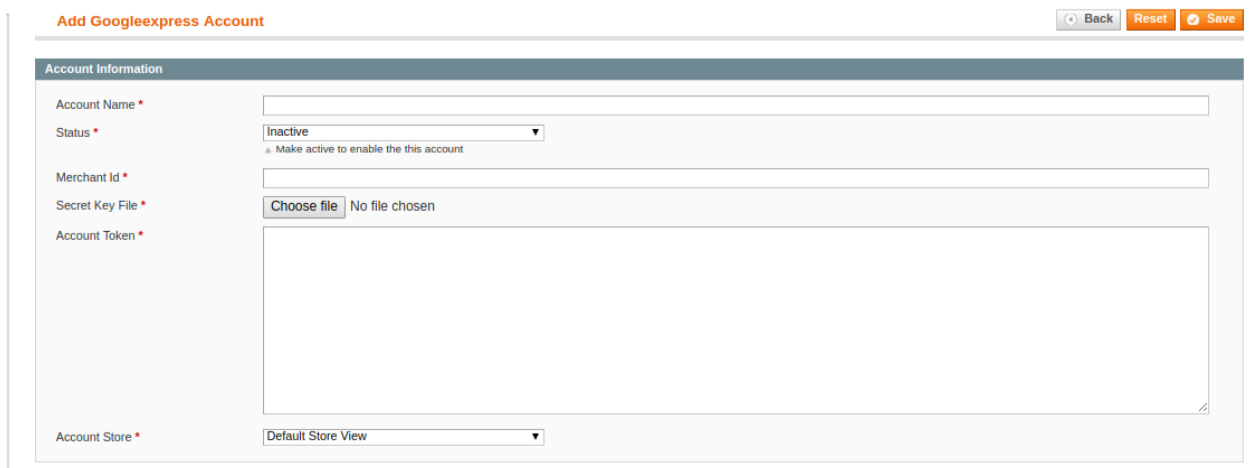 Add Googleexpress Account
Back Reset Save
Account Information
Account Name *
Status * Inactive
Make active to enable the this account
Merchant Id *
Secret Key File * Choose file No file chosen
Account Token *
Account Store * Default Store View